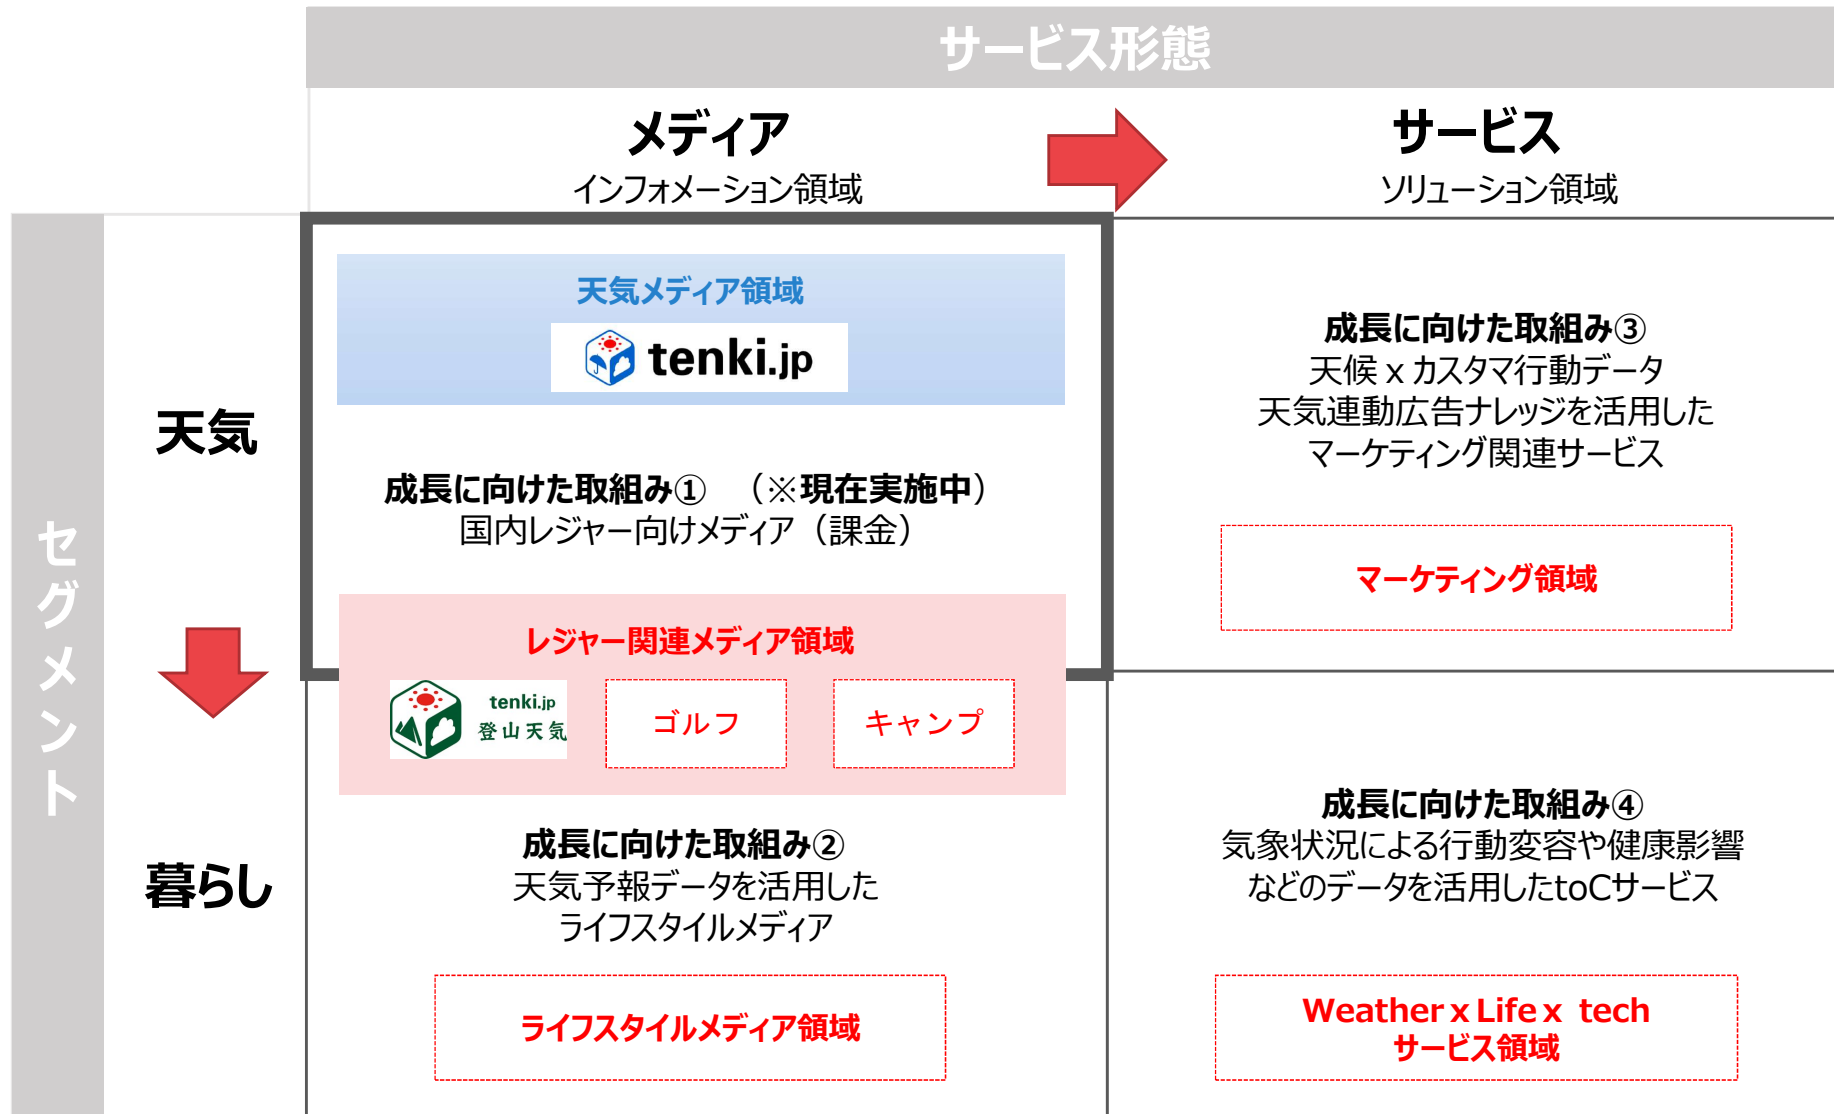 サービス形態
メディア
インフォメーション領域
サービス
ソリューション領域
セグメント
天気
天気メディア領域
tenki.jp
成長に向けた取組み① （※現在実施中）
国内レジャー向けメディア（課金）
成長に向けた取組み③
天候 x カスタマ行動データ
天気連動広告ナレッジを活用した
マーケティング関連サービス
マーケティング領域
レジャー関連メディア領域
tenki.jp
登山天気
ゴルフ
キャンプ
暮らし
成長に向けた取組み②
天気予報データを活用した
ライフスタイルメディア
ライフスタイルメディア領域
成長に向けた取組み④
気象状況による行動変容や健康影響
などのデータを活用したtoCサービス
Weather x Life x tech
サービス領域